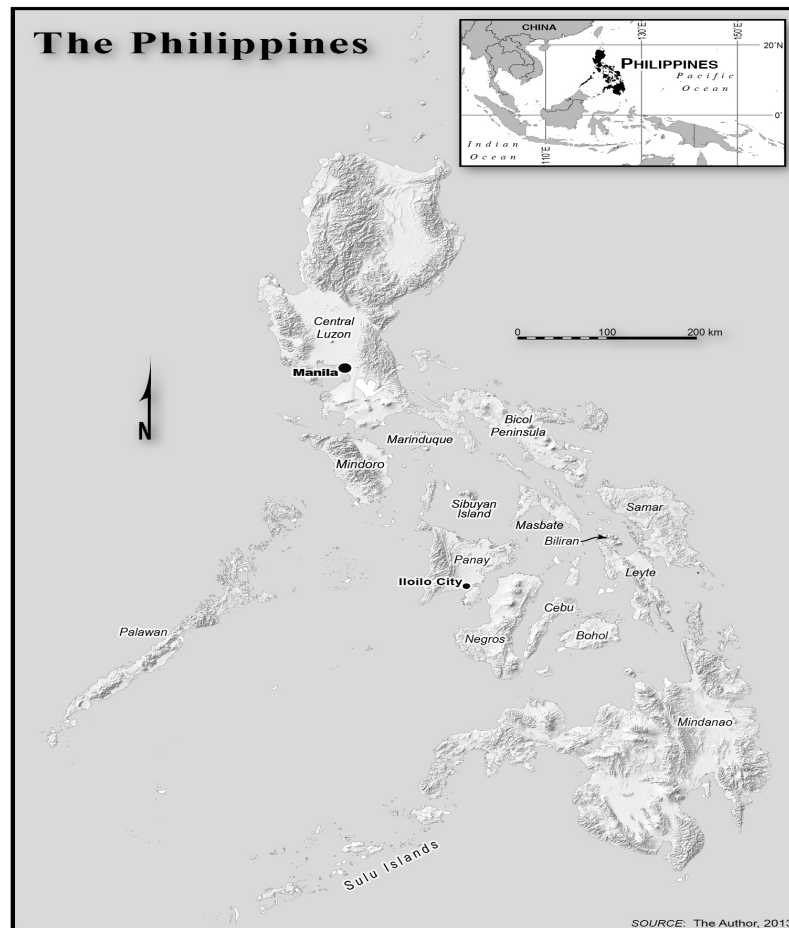 The Philippines
CHINA
130°E
150°E
20°N
PHILIPPINES
Pacific
Ocean
0°
Indian
Ocean
110°E
Central
Luzon
0 100 200 km
Manila
N
Bicol
Peninsula
Marinduque
Mindoro
Sibuyan
Island
Masbate
Samar
Biliran
Panay
Leyte
Iloilo City
Cebu
Palawan
Negros
Bohol
Mindanao
Sulu Islands
SOURCE: The Author, 2013